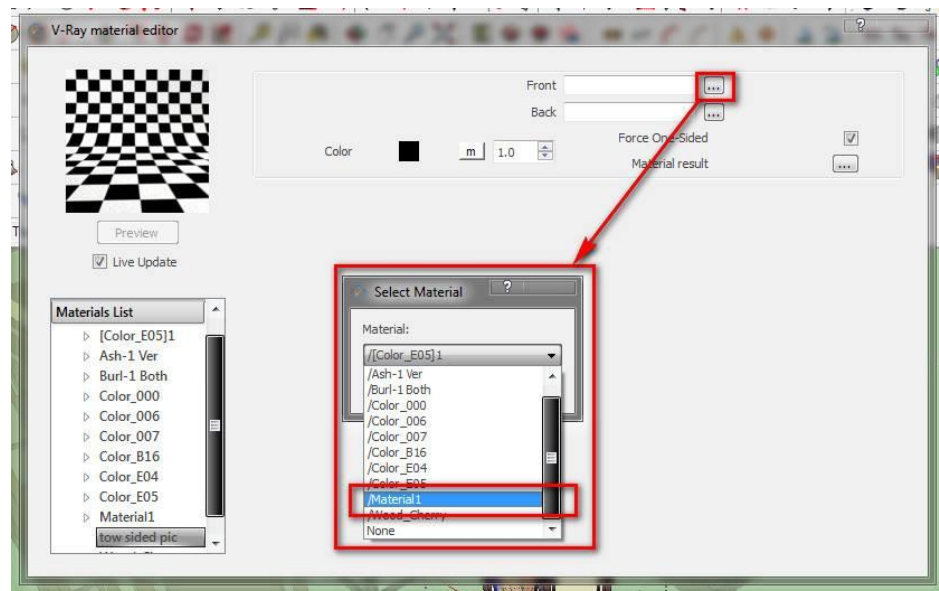 V-Ray material editor
?
Front
...
Back
...
Color
m
1.0
Force One-Sided
Material result
...
Preview
Live Update
Materials List
[Color_E05]1
Ash-1 Ver
Burl-1 Both
Color_000
Color_006
Color_007
Color_B16
Color_E04
Color_E05
Material1
tow sided pic
Select Material
?
Material:
/[Color_E05]1
/Ash-1 Ver
/Burl-1 Both
/Color_000
/Color_006
/Color_007
/Color_B16
/Color_E04
/Color_E05
/Material1
/Wood_Cherry
None